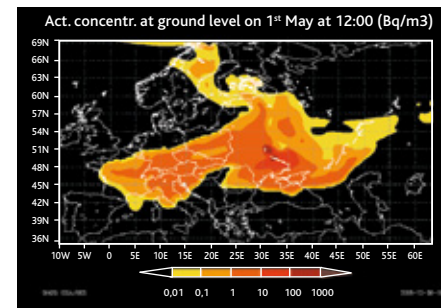 Act. concentr. at ground level on 1st May at 12:00 (Bq/m3)
69N
66N
63N
60N
57N
54N
51N
48N
45N
42N
39N
36N
10W 5W 0 5E 10E 15E 20E 25E 30E 35E 40E 45E 50E 55E 60E
0,01 0,1 1 10 100 1000